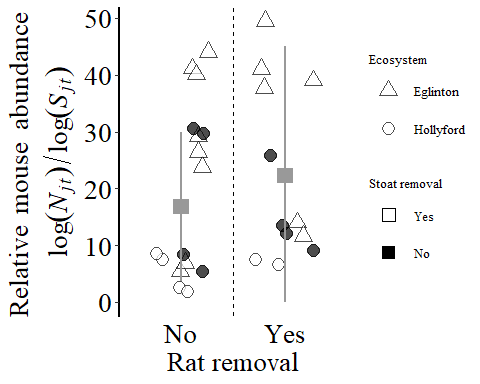 Relative mouse abundance
log(N_jt)/log(S_jt)
50
40
30
20
10
0
No
Yes
Rat removal
Ecosystem
Eglinton
Hollyford
Stoat removal
Yes
No